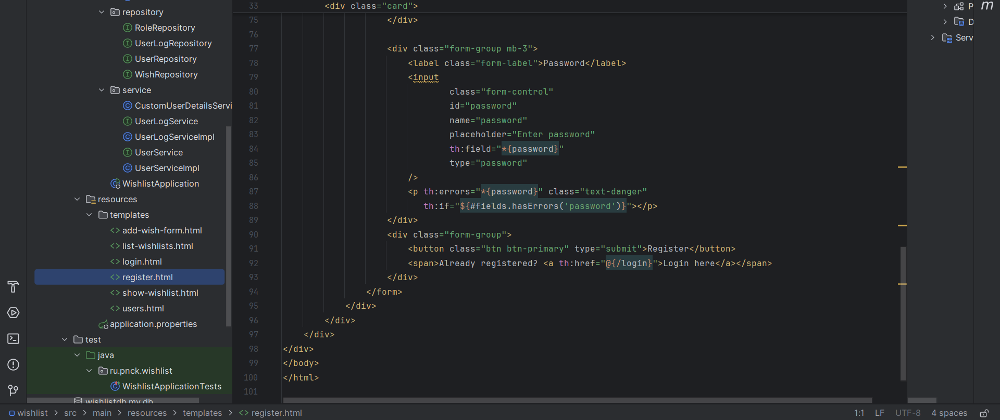 repository
RoleRepository
UserLogRepository
UserRepository
WishRepository
service
CustomUserDetailsServi
UserLogService
UserLogServiceImpl
UserService
UserServiceImpl
WishlistApplication
resources
templates
add-wish-form.html
list-wishlists.html
login.html
register.html
show-wishlist.html
users.html
application.properties
test
java
ru.pnck.wishlist
WishlistApplicationTests
wishlistdb.mv.db
33 <div class="card">
75 </div>
76
77 <div class="form-group mb-3">
78 <label class="form-label">Password</label>
79 <input
80 class="form-control"
81 id="password"
82 name="password"
83 placeholder="Enter password"
84 th:field="*{password}"
85 type="password"
86 />
87 <p th:errors="*{password}" class="text-danger"
88 th:if="${#fields.hasErrors('password')}"></p>
89 </div>
90 <div class="form-group">
91 <button class="btn btn-primary" type="submit">Register</button>
92 <span>Already registered? <a th:href="@{/login}">Login here</a></span>
93 </div>
94 </form>
95 </div>
96 </div>
97 </div>
98 </div>
99 </body>
100 </html>
101
P
D
Serv
m
wishlist > src > main > resources > templates > <> register.html
1:1 LF UTF-8 4 spaces